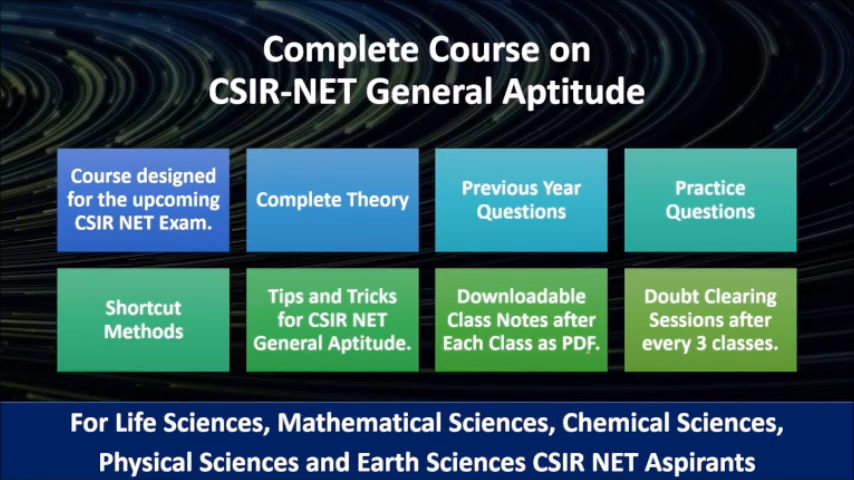 Complete Course on
CSIR-NET General Aptitude
Course designed
for the upcoming
CSIR NET Exam.
Complete Theory
Previous Year
Questions
Practice
Questions
Shortcut
Methods
Tips and Tricks
for CSIR NET
General Aptitude.
Downloadable
Class Notes after
Each Class as PDF.
Doubt Clearing
Sessions after
every 3 classes.
For Life Sciences, Mathematical Sciences, Chemical Sciences,
Physical Sciences and Earth Sciences CSIR NET Aspirants